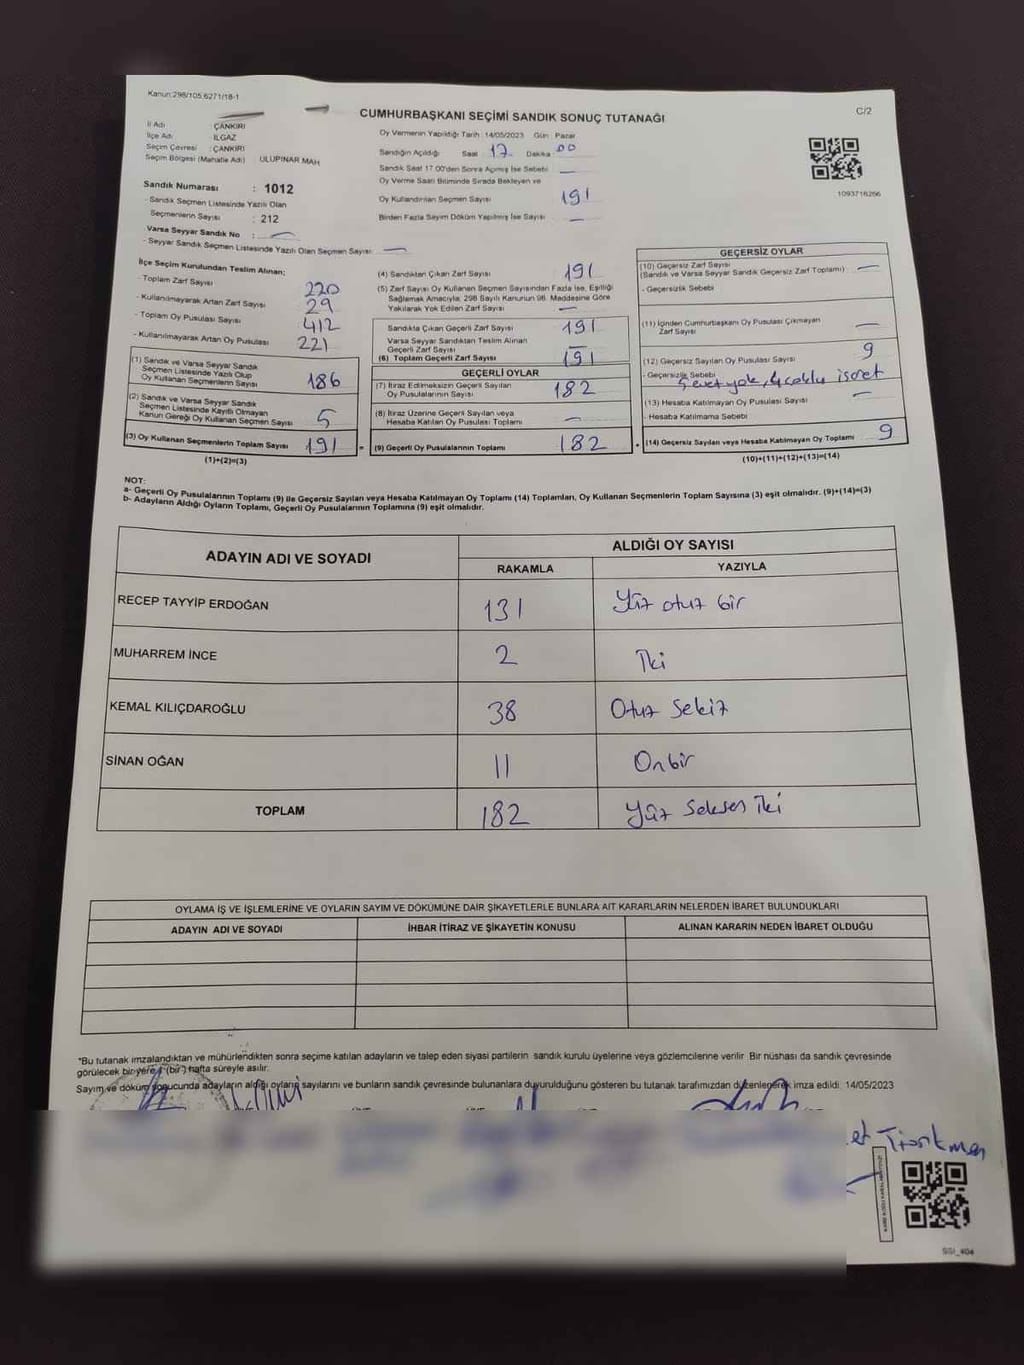 Kanun:298/105,6271/18-1
CUMHURBAŞKANI SEÇİMİ SANDIK SONUÇ TUTANAĞI
C/2
İl Adı ÇANKIRI
İlçe Adı ILGAZ
Seçim Çevresi : ÇANKIRI
Seçim Bölgesi (Mahalle Adı) ULUPINAR MAH
Sandık Numarası : 1012
- Sandık Seçmen Listesinde Yazılı Olan
Seçmenlerin Sayısı : 212
Varsa Seyyar Sandık No : —
- Seyyar Sandık Seçmen Listesinde Yazılı Olan Seçmen Sayısı: —
Oy Vermenin Yapıldığı Tarih :14/05/2023 Gün : Pazar
Sandığın Açıldığı Saat 17 Dakika 00
Sandık Saat 17:00'den Sonra Açılmış İse Sebebi —
Oy Verme Saati Bitiminde Sırada Bekleyen ve
Oy Kullandırılan Seçmen Sayısı 191
Birden Fazla Sayım Döküm Yapılmış İse Sayısı —
1093716266
İlçe Seçim Kurulundan Teslim Alınan;
- Toplam Zarf Sayısı 220
- Kullanılmayarak Artan Zarf Sayısı 29
- Toplam Oy Pusulası Sayısı 412
- Kullanılmayarak Artan Oy Pusulası 221
(1) Sandık ve Varsa Seyyar Sandık
Seçmen Listesinde Yazılı Olup
Oy Kullanan Seçmenlerin Sayısı 186
(2) Sandık ve Varsa Seyyar Sandık
Seçmen Listesinde Kayıtlı Olmayan
Kanun Gereği Oy Kullanan Seçmen Sayısı 5
(3) Oy Kullanan Seçmenlerin Toplam Sayısı 191 =
(1)+(2)=(3)
(4) Sandıktan Çıkan Zarf Sayısı 191
(5) Zarf Sayısı Oy Kullanan Seçmen Sayısından Fazla İse, Eşitliği
Sağlamak Amacıyla; 298 Sayılı Kanunun 98. Maddesine Göre
Yakılarak Yok Edilen Zarf Sayısı —
Sandıkta Çıkan Geçerli Zarf Sayısı 191
Varsa Seyyar Sandıktan Teslim Alınan
Geçerli Zarf Sayısı —
(6) Toplam Geçerli Zarf Sayısı 191
GEÇERLİ OYLAR
(7) İtiraz Edilmeksizin Geçerli Sayılan
Oy Pusulasının Sayısı 182
(8) İtiraz Üzerine Geçerli Sayılan veya
Hesaba Katılan Oy Pusulası Toplamı —
(9) Geçerli Oy Pusulalarının Toplamı 182 +
GEÇERSİZ OYLAR
(10) Geçersiz Zarf Sayısı
(Sandık ve Varsa Seyyar Sandık Geçersiz Zarf Toplamı) —
- Geçersizlik Sebebi
(11) İçinden Cumhurbaşkanı Oy Pusulası Çıkmayan
Zarf Sayısı —
(12) Geçersiz Sayılan Oy Pusulası Sayısı 9
- Geçersizlik Sebebi 5 evet yok, 4 çoklu işaret
(13) Hesaba Katılmayan Oy Pusulası Sayısı —
- Hesaba Katılmama Sebebi
(14) Geçersiz Sayılan veya Hesaba Katılmayan Oy Toplamı 9
(10)+(11)+(12)+(13)=(14)
NOT:
a- Geçerli Oy Pusulalarının Toplamı (9) ile Geçersiz Sayılan veya Hesaba Katılmayan Oy Toplamı (14) Toplamları, Oy Kullanan Seçmenlerin Toplam Sayısına (3) eşit olmalıdır. (9)+(14)=(3)
b- Adayların Aldığı Oyların Toplamı, Geçerli Oy Pusulalarının Toplamına (9) eşit olmalıdır.
ADAYIN ADI VE SOYADI ALDIĞI OY SAYISI
RAKAMLA YAZIYLA
RECEP TAYYİP ERDOĞAN 131 Yüz otuz bir
MUHARREM İNCE 2 İki
KEMAL KILIÇDAROĞLU 38 Otuz Sekiz
SİNAN OĞAN 11 Onbir
TOPLAM 182 Yüz Seksen İki
OYLAMA İŞ VE İŞLEMLERİNE VE OYLARIN SAYIM VE DÖKÜMÜNE DAİR ŞİKAYETLERLE BUNLARA AİT KARARLARIN NELERDEN İBARET BULUNDUKLARI
ADAYIN ADI VE SOYADI İHBAR İTİRAZ VE ŞİKAYETİN KONUSU ALINAN KARARIN NEDEN İBARET OLDUĞU
*Bu tutanak imzalandıktan ve mühürlendikten sonra seçime katılan adayların ve talep eden siyasi partilerin sandık kurulu üyelerine veya gözlemcilerine verilir. Bir nüshası da sandık çevresinde
görülecek bir yere 1 (bir) hafta süreyle asılır.
Sayım ve döküm sonucunda adayların aldığı oyların sayılarını ve bunların sandık çevresinde bulunanlara duyurulduğunu gösteren bu tutanak tarafımızdan düzenlenerek imza edildi. 14/05/2023
et Türkmen
SSI_404